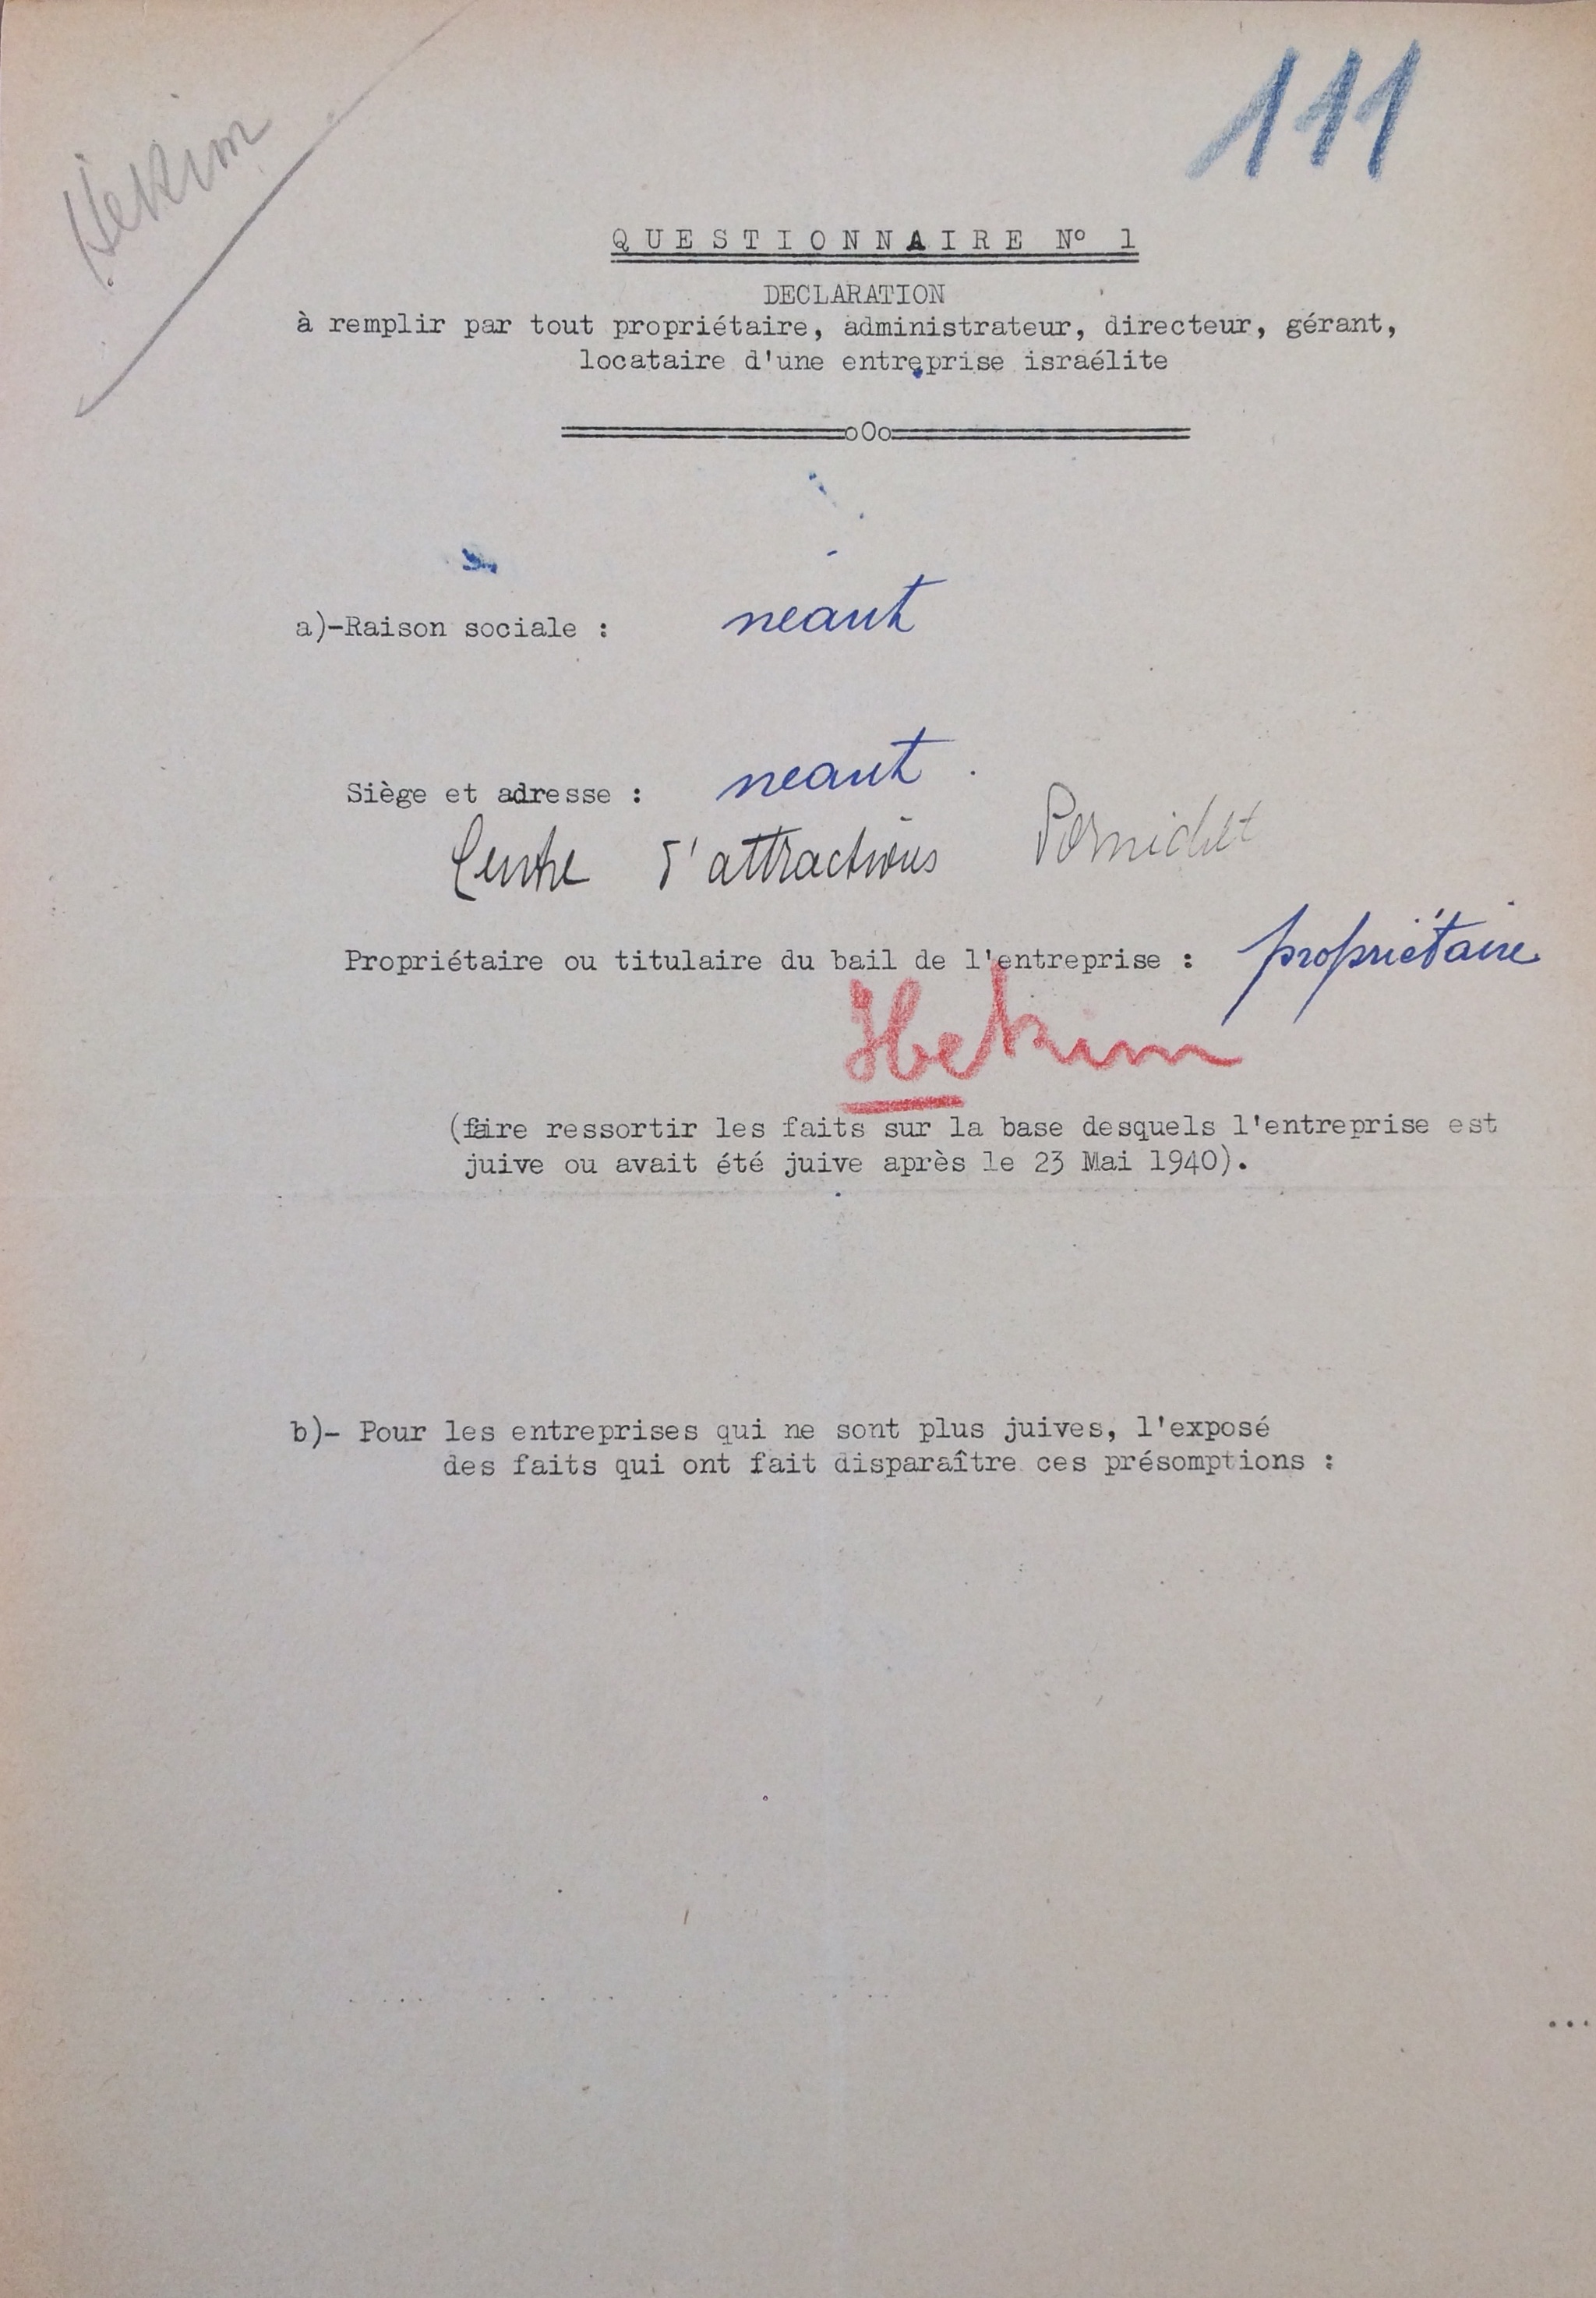 Hekim
111
QUESTIONNAIRE Nº 1
DECLARATION
à remplir par tout propriétaire, administrateur, directeur, gérant,
locataire d'une entreprise israélite
oOo
a)-Raison sociale : neant
Siège et adresse : neant.
Centre d'attractions Pornichet
Propriétaire ou titulaire du bail de l'entreprise : propriétaire
Hekim
(faire ressortir les faits sur la base desquels l'entreprise est
juive ou avait été juive après le 23 Mai 1940).
b)- Pour les entreprises qui ne sont plus juives, l'exposé
des faits qui ont fait disparaître ces présomptions :
...